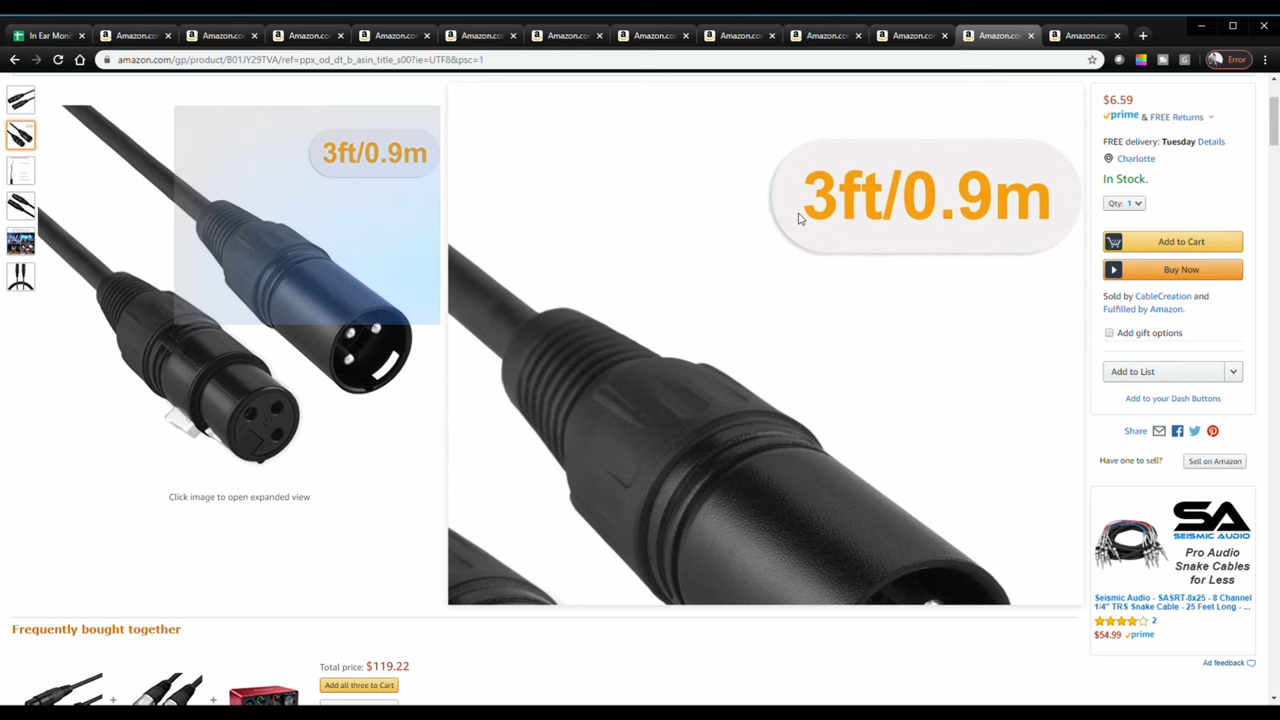 In Ear Moni
Amazon.co
Amazon.co
Amazon.co
Amazon.co
Amazon.co
Amazon.co
Amazon.co
Amazon.co
Amazon.co
Amazon.co
Amazon.co
Amazon.co
amazon.com/gp/product/B01JY29TVA/ref=ppx_od_dt_b_asin_title_s00?ie=UTF8&psc=1
Error
3ft/0.9m
3ft/0.9m
Click image to open expanded view
$6.59
prime & FREE Returns
FREE delivery: Tuesday Details
Charlotte
In Stock.
Qty: 1
Add to Cart
Buy Now
Sold by CableCreation and
Fulfilled by Amazon.
Add gift options
Add to List
Add to your Dash Buttons
Share
Have one to sell?
Sell on Amazon
SA
SEISMIC AUDIO
Pro Audio
Snake Cables
for Less
Seismic Audio - SASRT-8x25 - 8 Channel
1/4" TRS Snake Cable - 25 Feet Long - ...
2
$54.99 prime
Ad feedback
Frequently bought together
Total price: $119.22
Add all three to Cart